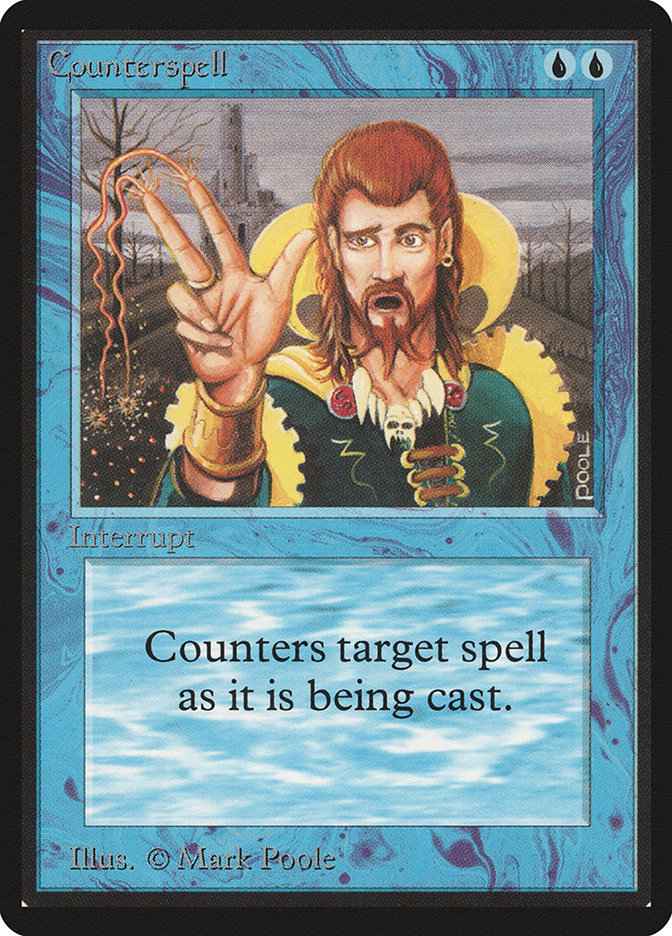 Counterspell
POOLE
Interrupt
Counters target spell
as it is being cast.
Illus. © Mark Poole